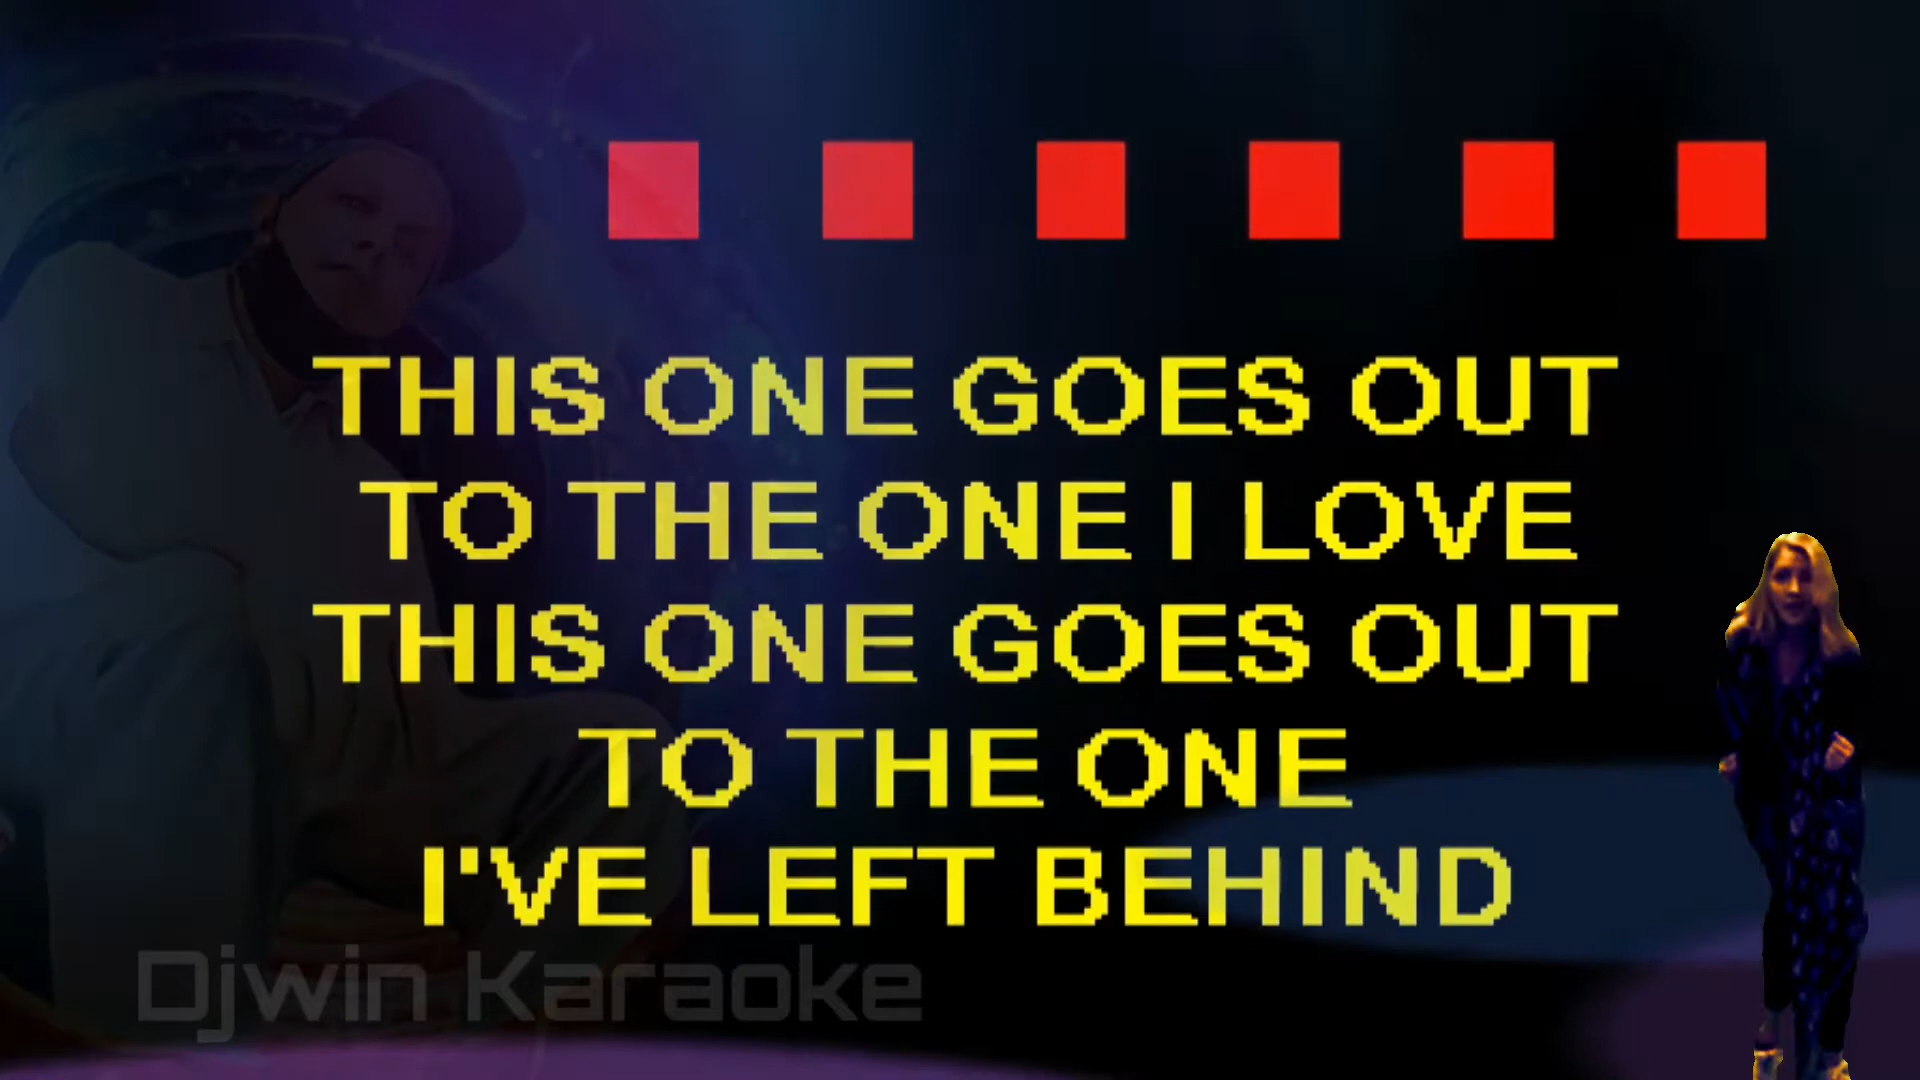 THIS ONE GOES OUT
TO THE ONE I LOVE
THIS ONE GOES OUT
TO THE ONE
I'VE LEFT BEHIND
Djwin Karaoke